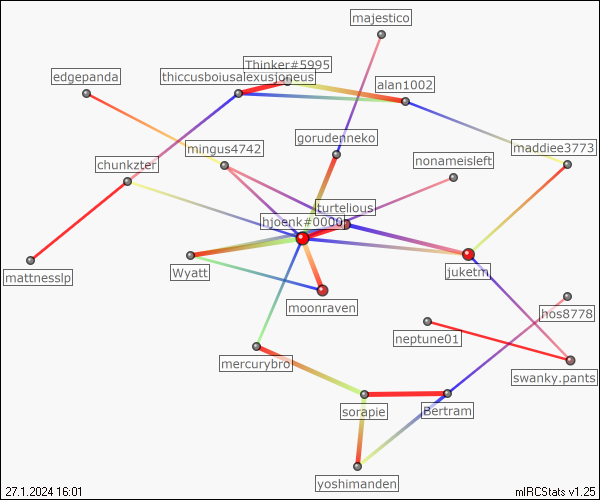 majestico
Thinker#5995
edgepanda
thiccusboiusalexusjoneus
alan1002
gorudenneko
mingus4742
maddiee3773
chunkzter
nonameisleft
turtelious
hjoenk#0000
mattnesslp
Wyatt
juketm
moonraven
hos8778
neptune01
mercurybro
swanky.pants
sorapie
Bertram
yoshimanden
27.1.2024 16:01
mIRCStats v1.25